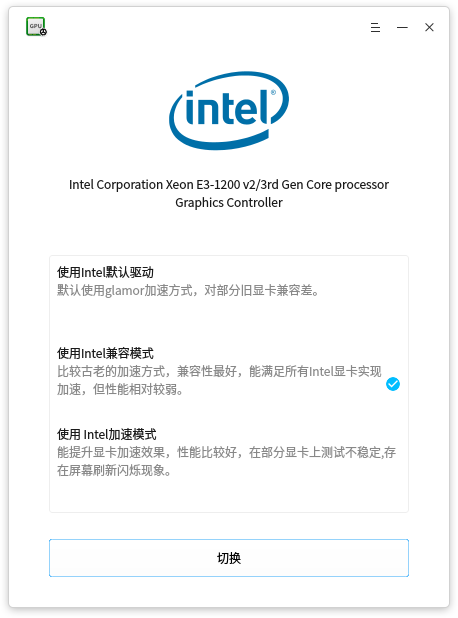 GPU
intel
Intel Corporation Xeon E3-1200 v2/3rd Gen Core processor
Graphics Controller
使用Intel默认驱动
默认使用glamor加速方式，对部分旧显卡兼容差。
使用Intel兼容模式
比较古老的加速方式，兼容性最好，能满足所有Intel显卡实现
加速，但性能相对较弱。
使用 Intel加速模式
能提升显卡加速效果，性能比较好，在部分显卡上测试不稳定,存
在屏幕刷新闪烁现象。
切换